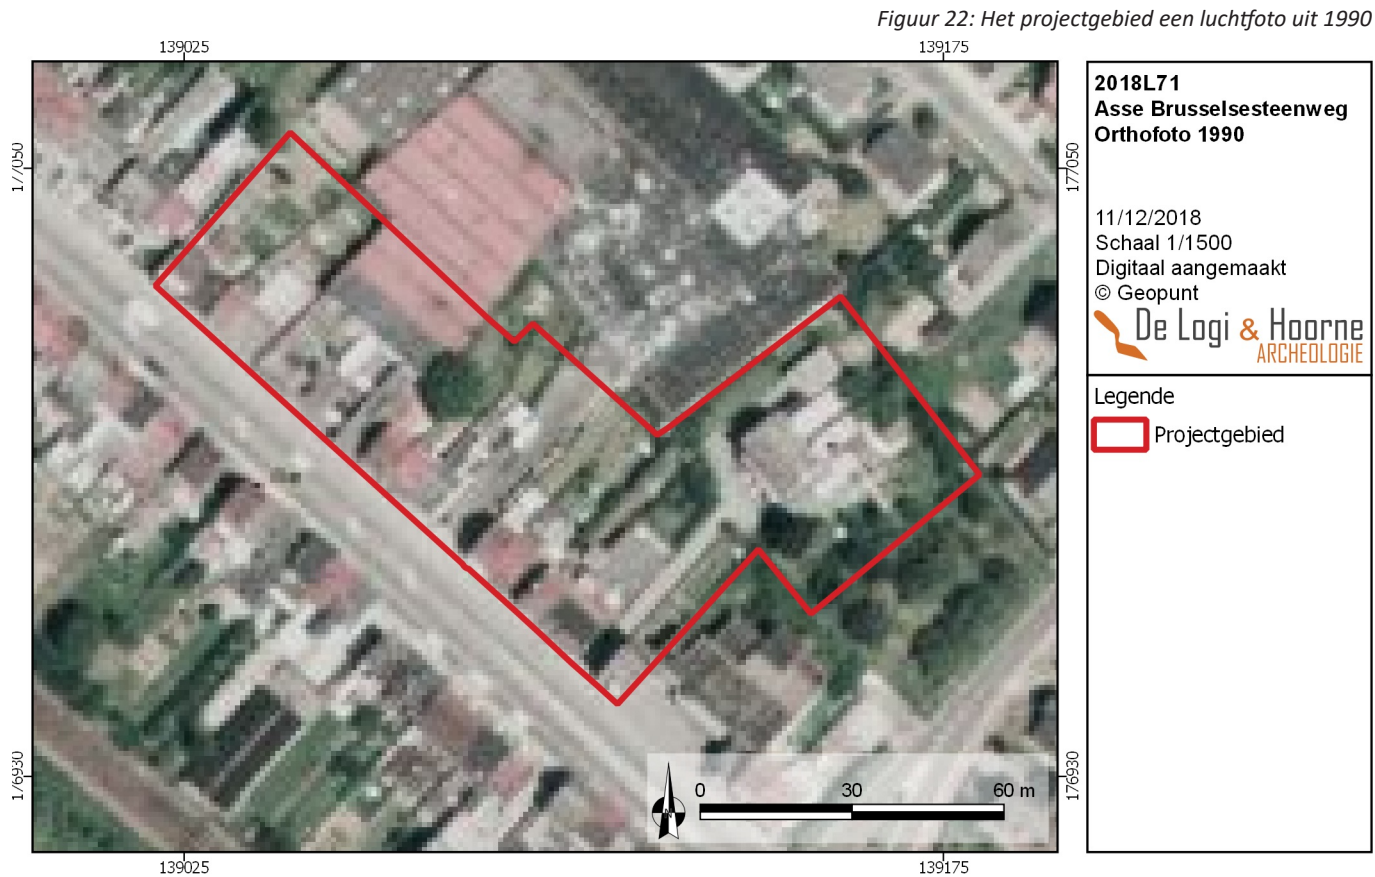 Figuur 22: Het projectgebied een luchtfoto uit 1990
139025
139175
177050
177050
2018L71
Asse Brusselsesteenweg
Orthofoto 1990
11/12/2018
Schaal 1/1500
Digitaal aangemaakt
© Geopunt
De Logi & Hoorne
ARCHEOLOGIE
Legende
Projectgebied
176930
176930
N
0 30 60 m
139025
139175